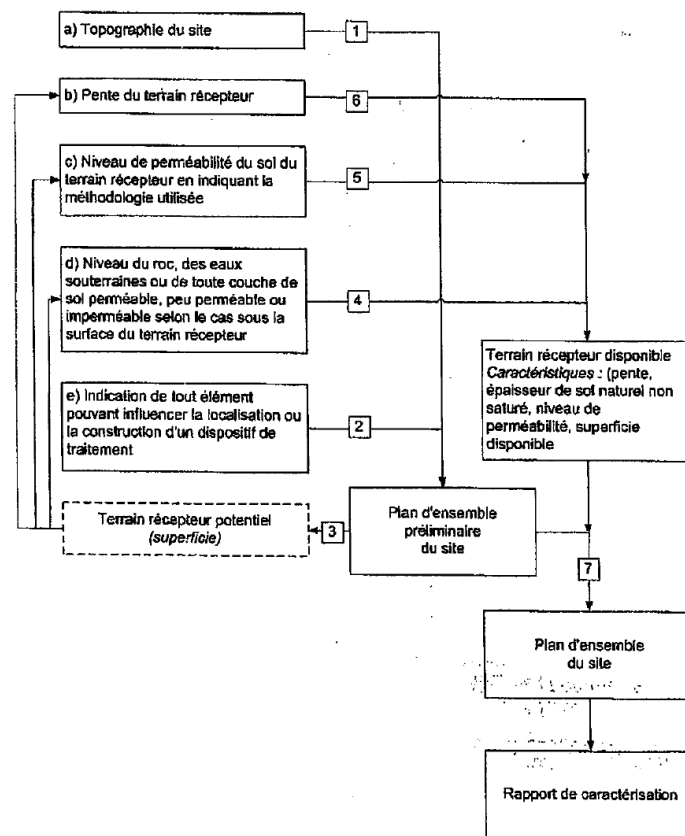 a) Topographie du site
1
b) Pente du terrain récepteur
6
c) Niveau de perméabilité du sol du
terrain récepteur en indiquant la
méthodologie utilisée
5
d) Niveau du roc, des eaux
souterraines ou de toute couche de
sol perméable, peu perméable ou
imperméable selon le cas sous la
surface du terrain récepteur
4
Terrain récepteur disponible
Caractéristiques : (pente,
épaisseur de sol naturel non
saturé, niveau de
perméabilité, superficie
disponible
e) Indication de tout élément
pouvant influencer la localisation ou
la construction d'un dispositif de
traitement
2
Terrain récepteur potentiel
(superficie)
3
Plan d'ensemble
préliminaire
du site
7
Plan d'ensemble
du site
Rapport de caractérisation